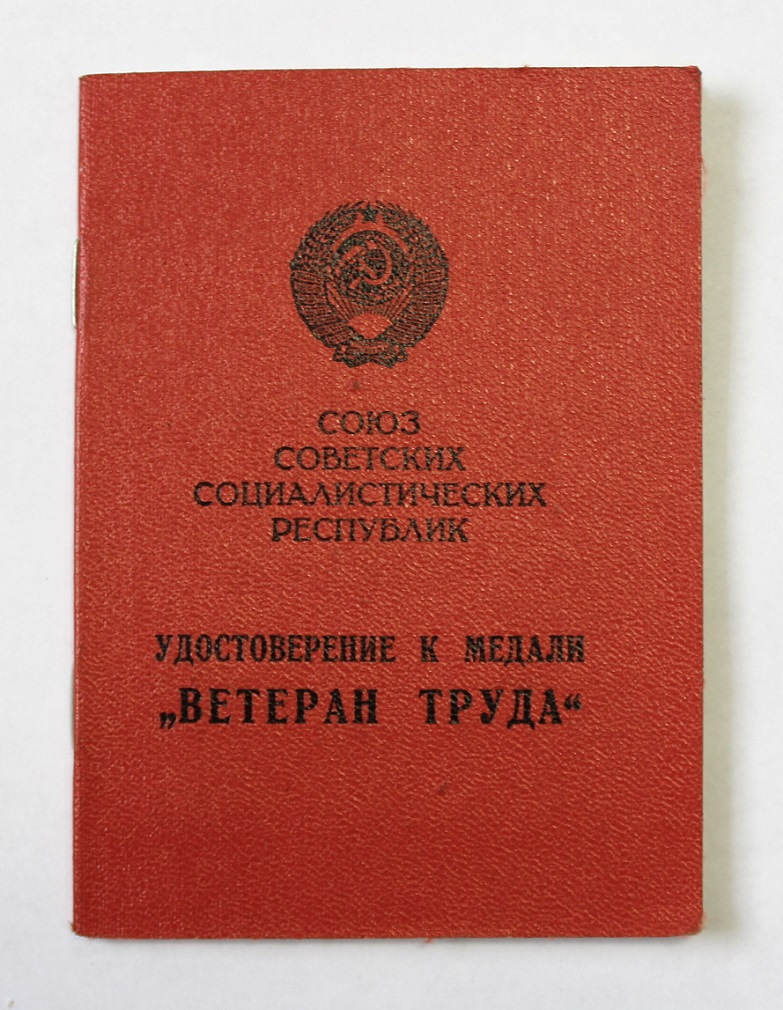 СОЮЗ
СОВЕТСКИХ
СОЦИАЛИСТИЧЕСКИХ
РЕСПУБЛИК
УДОСТОВЕРЕНИЕ К МЕДАЛИ
„ВЕТЕРАН ТРУДА“